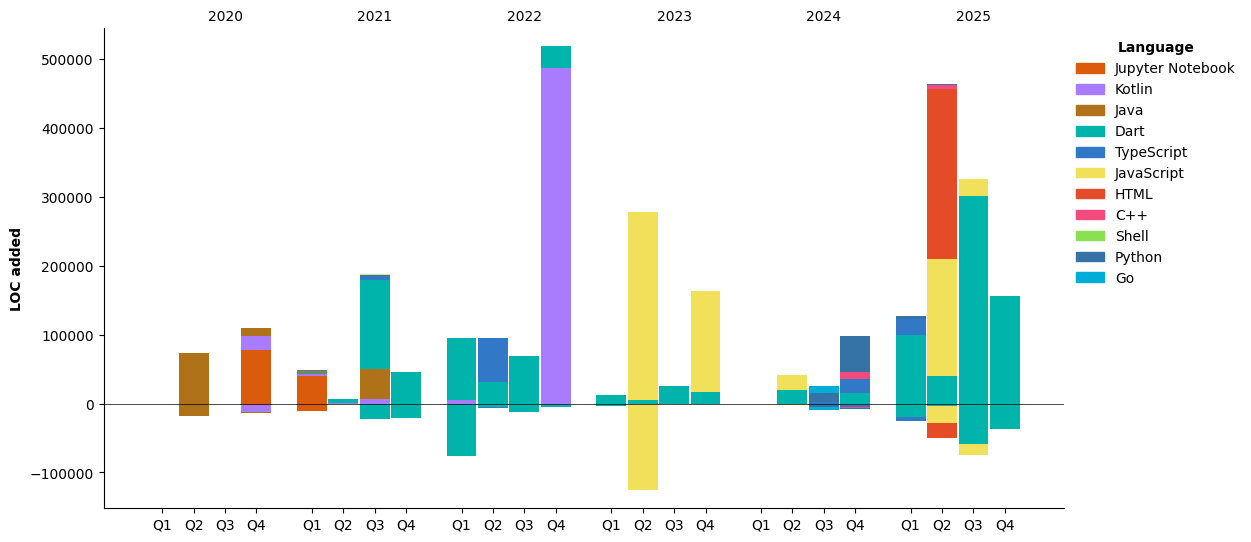 2020 2021 2022 2023 2024 2025
Language
Jupyter Notebook
Kotlin
Java
Dart
TypeScript
JavaScript
HTML
C++
Shell
Python
Go
LOC added
500000
400000
300000
200000
100000
0
−100000
Q1 Q2 Q3 Q4 Q1 Q2 Q3 Q4 Q1 Q2 Q3 Q4 Q1 Q2 Q3 Q4 Q1 Q2 Q3 Q4 Q1 Q2 Q3 Q4